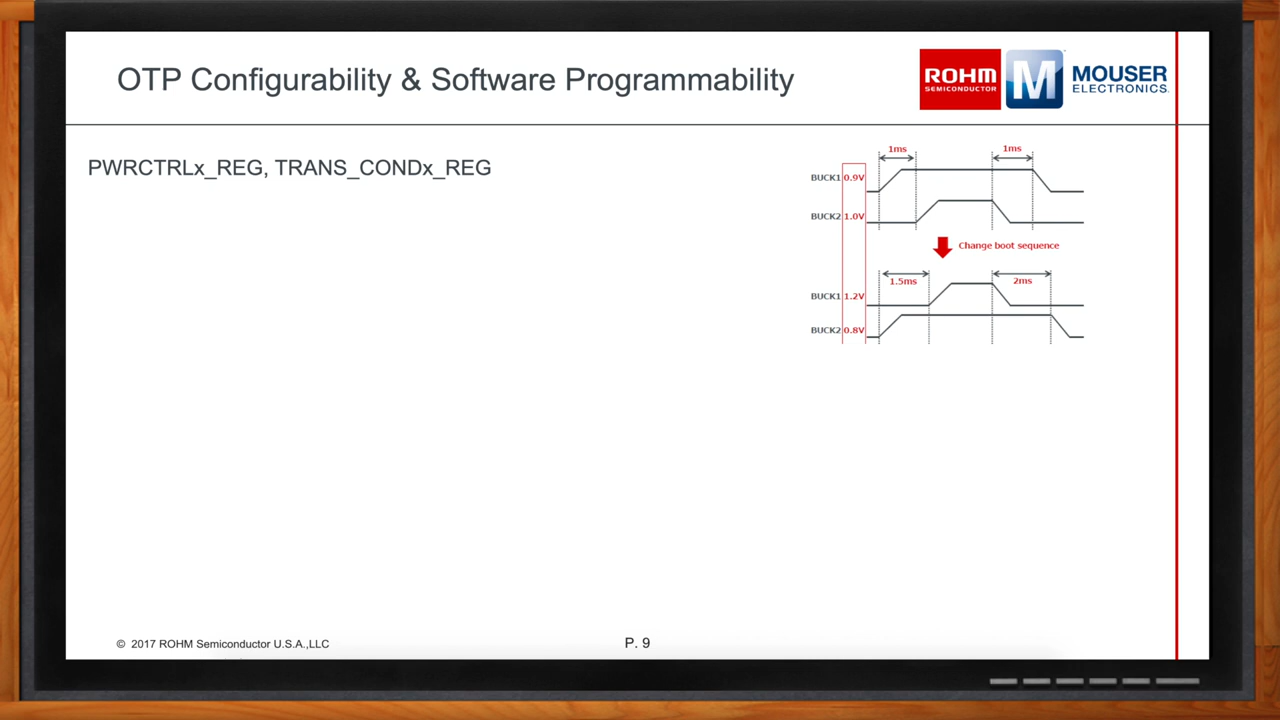 OTP Configurability & Software Programmability
ROHM
SEMICONDUCTOR
M
MOUSER
ELECTRONICS
PWRCTRLx_REG, TRANS_CONDx_REG
1ms
1ms
BUCK1 0.9V
BUCK2 1.0V
Change boot sequence
1.5ms
2ms
BUCK1 1.2V
BUCK2 0.8V
© 2017 ROHM Semiconductor U.S.A.,LLC
P. 9